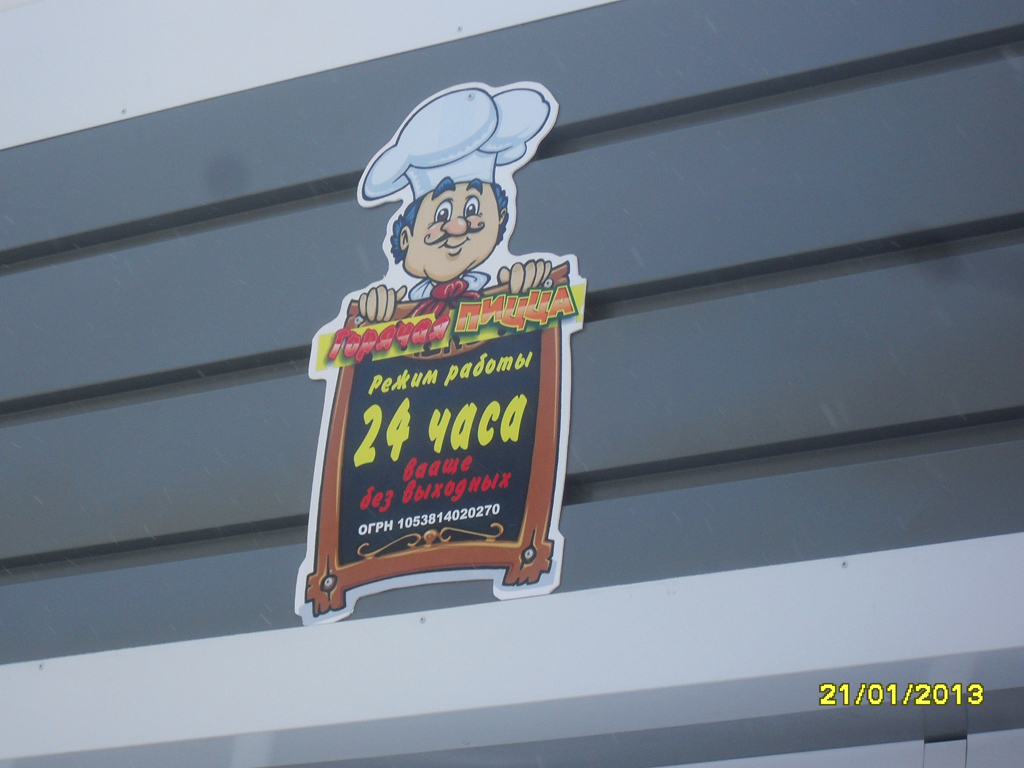 Горячая ПИЦЦА
Режим работы
24 часа
вааще
без выходных
ОГРН 1053814020270
21/01/2013